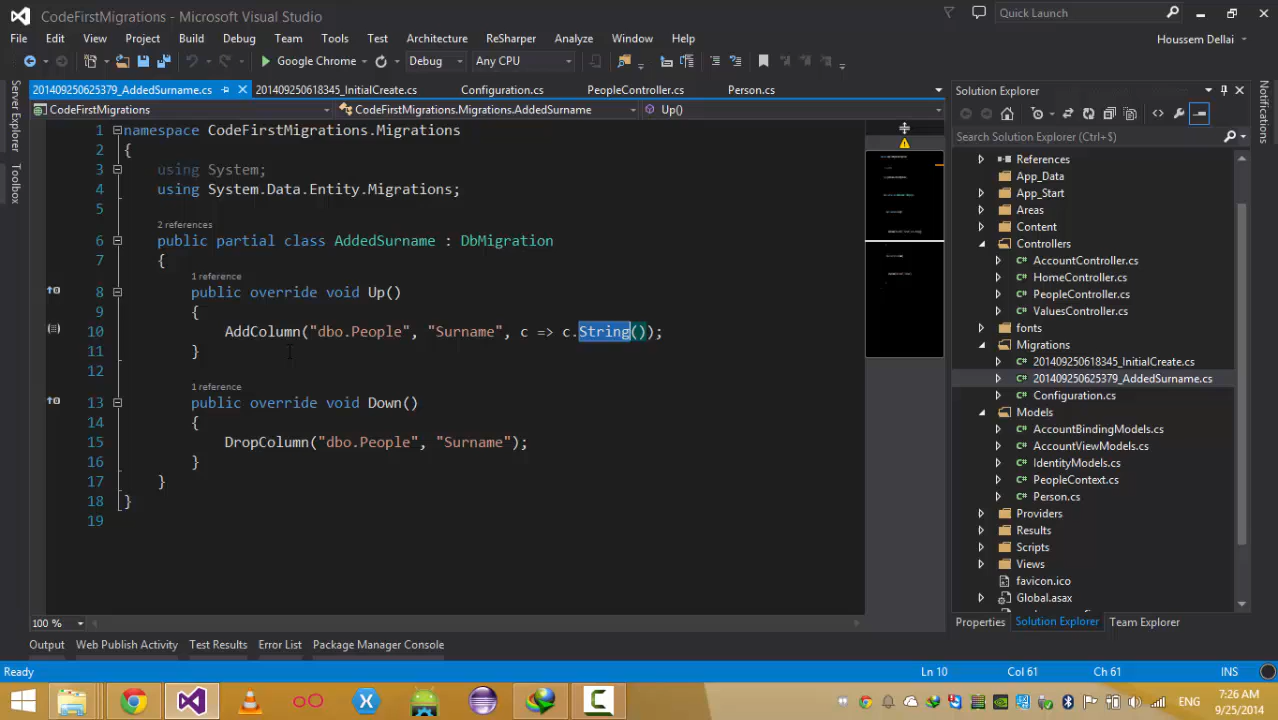 CodeFirstMigrations - Microsoft Visual Studio
Quick Launch
File Edit View Project Build Debug Team Tools Test Architecture ReSharper Analyze Window Help
Houssem Dellai
Google Chrome Debug Any CPU
201409250625379_AddedSurname.cs 201409250618345_InitialCreate.cs Configuration.cs PeopleController.cs Person.cs
CodeFirstMigrations CodeFirstMigrations.Migrations.AddedSurname Up()
Server Explorer
Toolbox
1 namespace CodeFirstMigrations.Migrations
2 {
3 using System;
4 using System.Data.Entity.Migrations;
5
2 references
6 public partial class AddedSurname : DbMigration
7 {
1 reference
8 public override void Up()
9 {
10 AddColumn("dbo.People", "Surname", c => c.String());
11 }
12
1 reference
13 public override void Down()
14 {
15 DropColumn("dbo.People", "Surname");
16 }
17 }
18 }
19
100 %
Solution Explorer
Search Solution Explorer (Ctrl+$)
References
App_Data
App_Start
Areas
Content
Controllers
C# AccountController.cs
C# HomeController.cs
C# PeopleController.cs
C# ValuesController.cs
fonts
Migrations
C# 201409250618345_InitialCreate.cs
C# 201409250625379_AddedSurname.cs
C# Configuration.cs
Models
C# AccountBindingModels.cs
C# AccountViewModels.cs
C# IdentityModels.cs
C# PeopleContext.cs
C# Person.cs
Providers
Results
Scripts
Views
favicon.ico
Global.asax
Properties Solution Explorer Team Explorer
Notifications
Output Web Publish Activity Test Results Error List Package Manager Console
Ready Ln 10 Col 61 Ch 61 INS
ENG
7:26 AM
9/25/2014